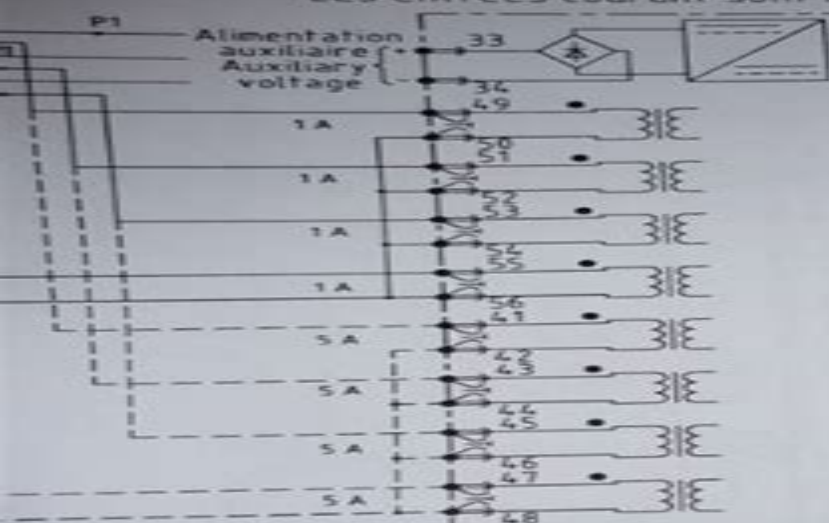 P1
Alimentation
auxiliaire
Auxiliary
voltage
+
-
33
34
49
1 A
50
51
1 A
52
53
1 A
54
55
1 A
56
41
5 A
42
43
5 A
44
45
5 A
46
47
5 A
48